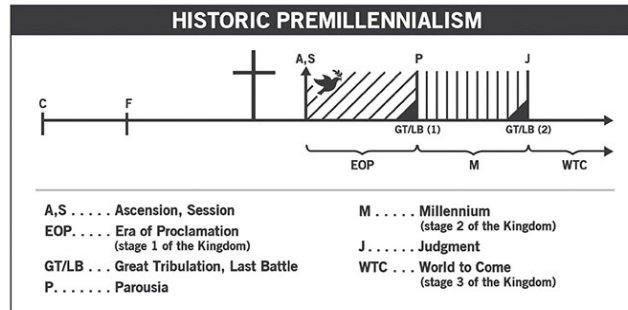 HISTORIC PREMILLENNIALISM
A,S P J
C F
GT/LB (1) GT/LB (2)
EOP M WTC
A,S . . . . . Ascension, Session
EOP. . . . . Era of Proclamation
(stage 1 of the Kingdom)
GT/LB . . . Great Tribulation, Last Battle
P. . . . . . . Parousia
M . . . . . Millennium
(stage 2 of the Kingdom)
J. . . . . . Judgment
WTC . . . World to Come
(stage 3 of the Kingdom)